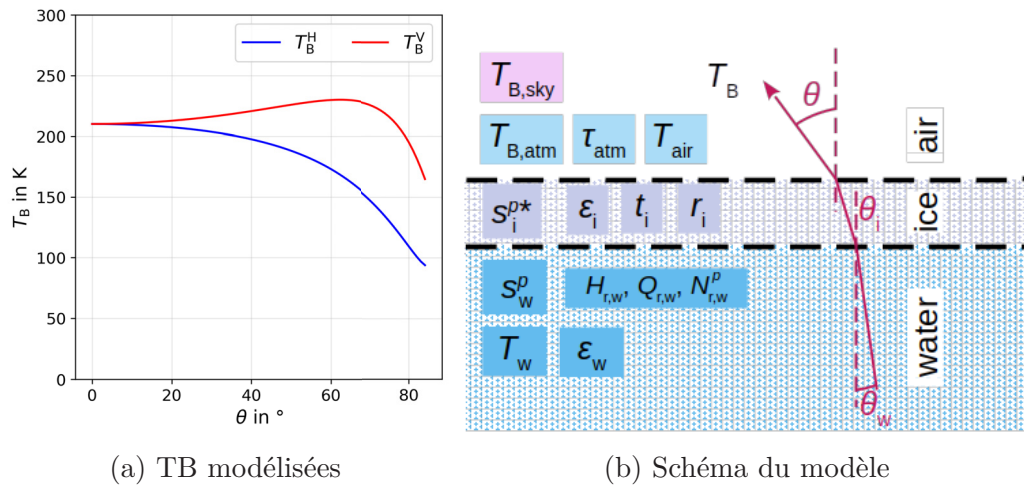 300
250
200
150
100
50
0
T_B in K
T_B^H
T_B^V
0 20 40 60 80
θ in °
T_B,sky
T_B
θ
T_B,atm τ_atm T_air
air
s_i^p* ε_i t_i r_i
θ_i
ice
s_w^p H_r,w, Q_r,w, N_r,w^p
T_w ε_w
water
θ_w
(a) TB modélisées
(b) Schéma du modèle